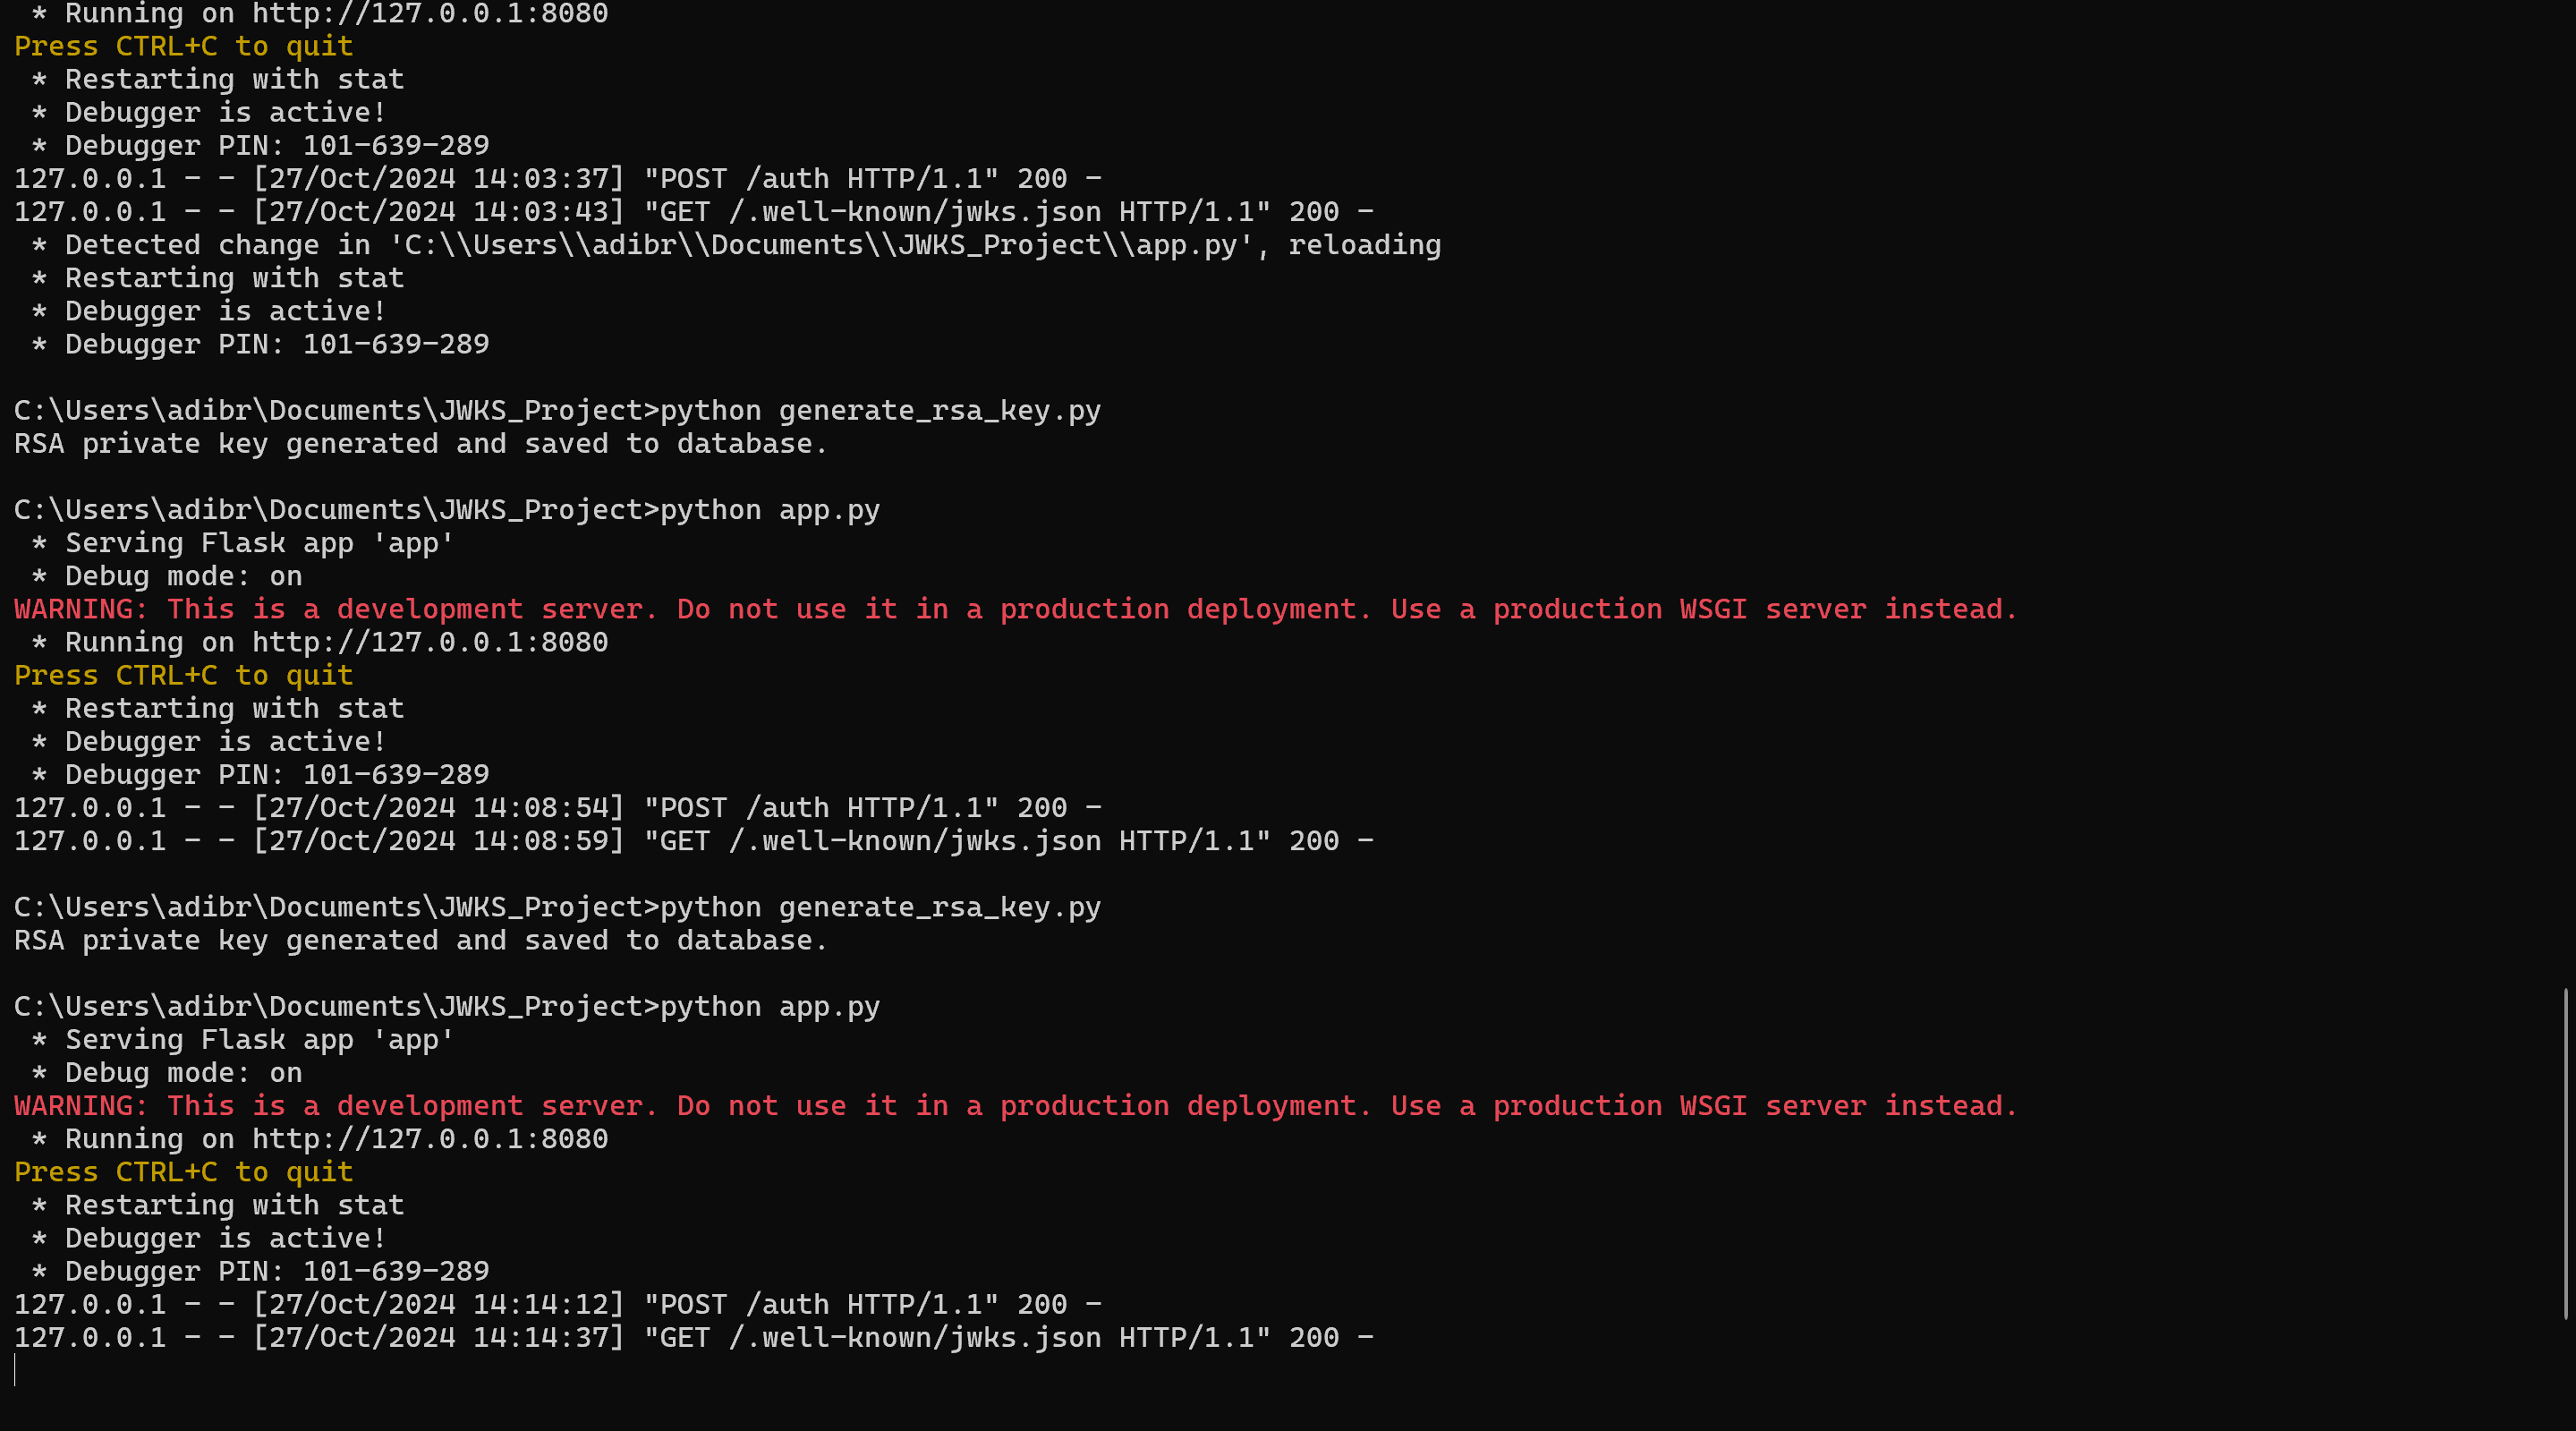 * Running on http://127.0.0.1:8080
Press CTRL+C to quit
 * Restarting with stat
 * Debugger is active!
 * Debugger PIN: 101-639-289
127.0.0.1 - - [27/Oct/2024 14:03:37] "POST /auth HTTP/1.1" 200 -
127.0.0.1 - - [27/Oct/2024 14:03:43] "GET /.well-known/jwks.json HTTP/1.1" 200 -
 * Detected change in 'C:\\Users\\adibr\\Documents\\JWKS_Project\\app.py', reloading
 * Restarting with stat
 * Debugger is active!
 * Debugger PIN: 101-639-289

C:\Users\adibr\Documents\JWKS_Project>python generate_rsa_key.py
RSA private key generated and saved to database.

C:\Users\adibr\Documents\JWKS_Project>python app.py
 * Serving Flask app 'app'
 * Debug mode: on
WARNING: This is a development server. Do not use it in a production deployment. Use a production WSGI server instead.
 * Running on http://127.0.0.1:8080
Press CTRL+C to quit
 * Restarting with stat
 * Debugger is active!
 * Debugger PIN: 101-639-289
127.0.0.1 - - [27/Oct/2024 14:08:54] "POST /auth HTTP/1.1" 200 -
127.0.0.1 - - [27/Oct/2024 14:08:59] "GET /.well-known/jwks.json HTTP/1.1" 200 -

C:\Users\adibr\Documents\JWKS_Project>python generate_rsa_key.py
RSA private key generated and saved to database.

C:\Users\adibr\Documents\JWKS_Project>python app.py
 * Serving Flask app 'app'
 * Debug mode: on
WARNING: This is a development server. Do not use it in a production deployment. Use a production WSGI server instead.
 * Running on http://127.0.0.1:8080
Press CTRL+C to quit
 * Restarting with stat
 * Debugger is active!
 * Debugger PIN: 101-639-289
127.0.0.1 - - [27/Oct/2024 14:14:12] "POST /auth HTTP/1.1" 200 -
127.0.0.1 - - [27/Oct/2024 14:14:37] "GET /.well-known/jwks.json HTTP/1.1" 200 -